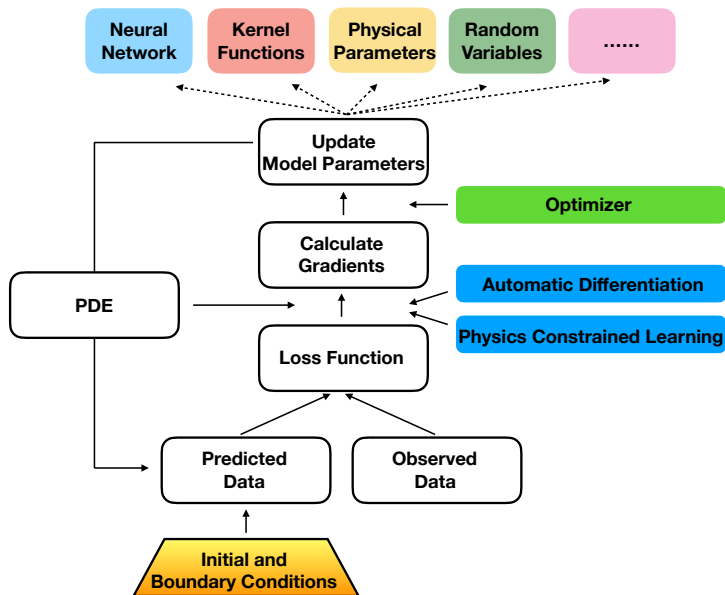 Neural
Network
Kernel
Functions
Physical
Parameters
Random
Variables
......
Update
Model Parameters
Optimizer
Calculate
Gradients
Automatic Differentiation
PDE
Physics Constrained Learning
Loss Function
Predicted
Data
Observed
Data
Initial and
Boundary Conditions